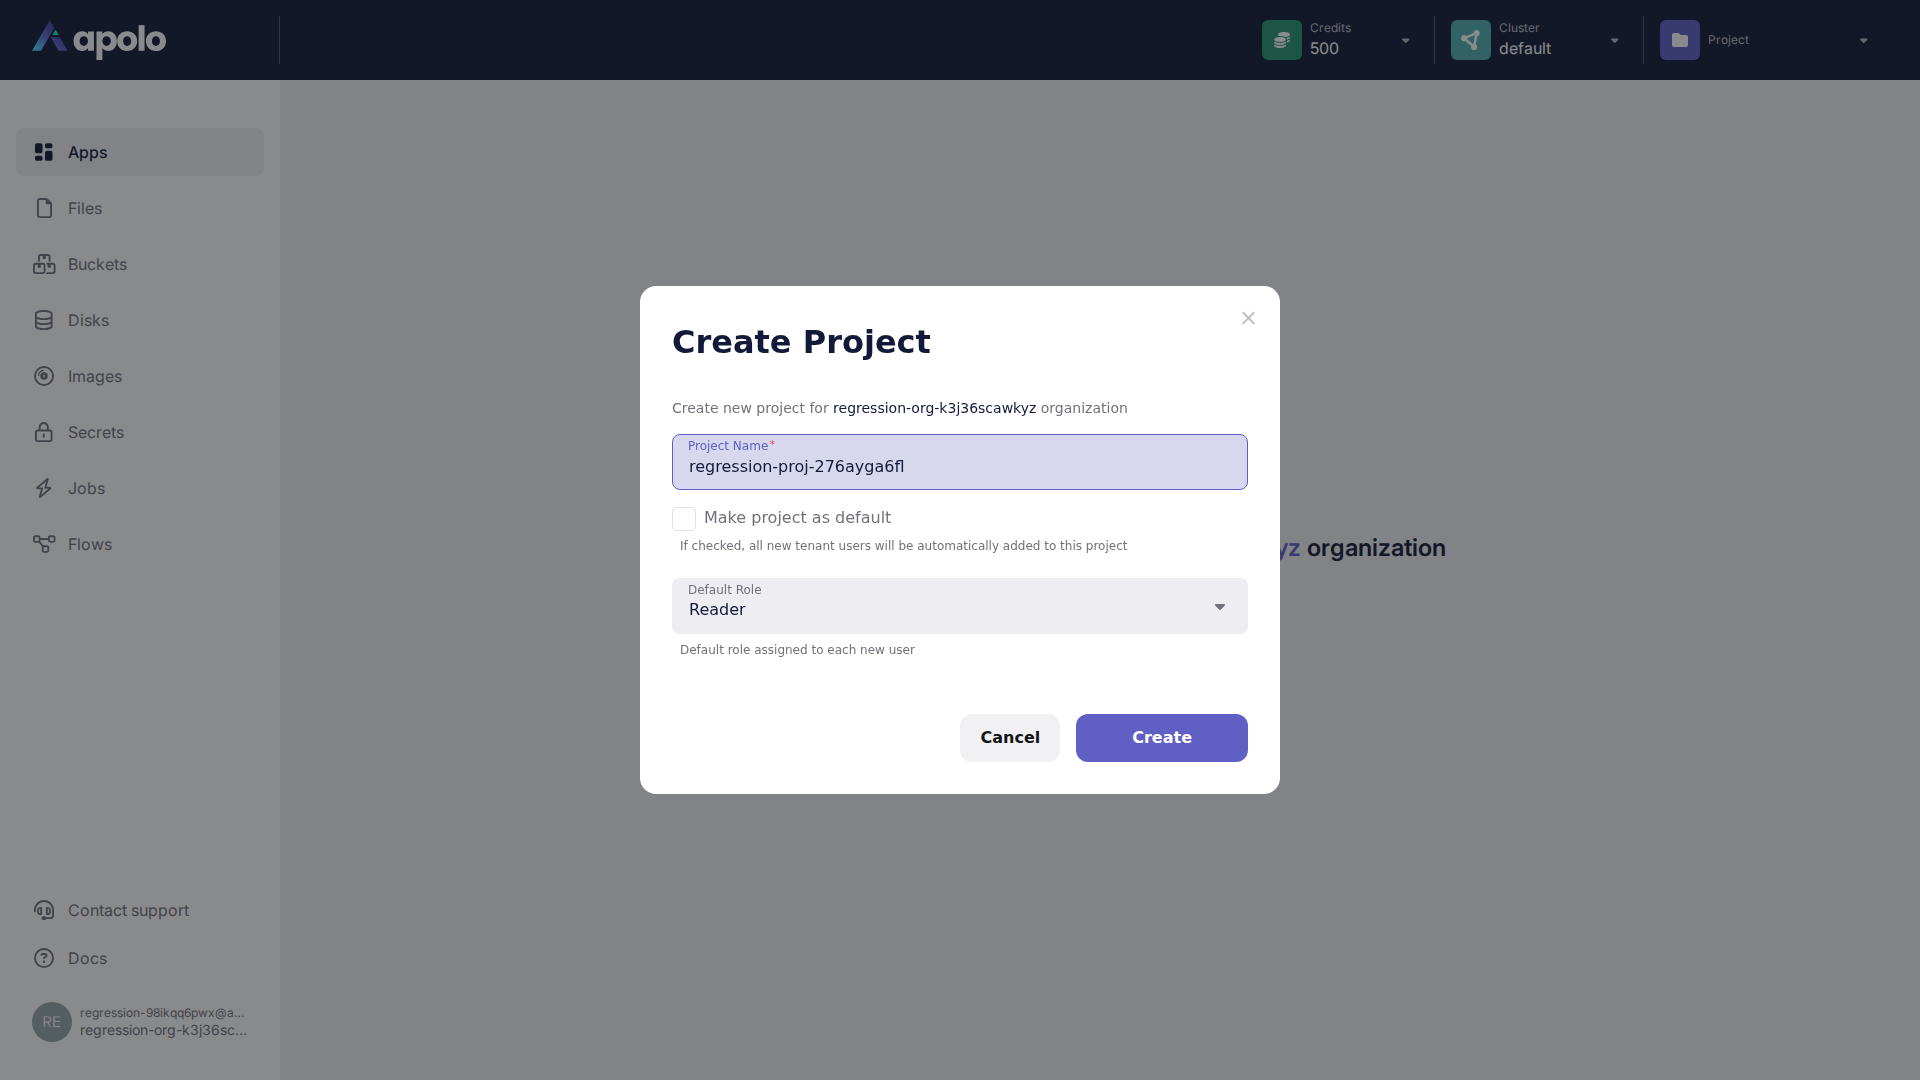 apolo
Credits
500
Cluster
default
Project
Apps
Files
Buckets
Disks
Images
Secrets
Jobs
Flows
Contact support
Docs
RE
regression-98ikqq6pwx@a...
regression-org-k3j36sc...
Create Project
Create new project for regression-org-k3j36scawkyz organization
Project Name*
regression-proj-276ayga6fl
Make project as default
If checked, all new tenant users will be automatically added to this project
Default Role
Reader
Default role assigned to each new user
Cancel
Create
yz organization